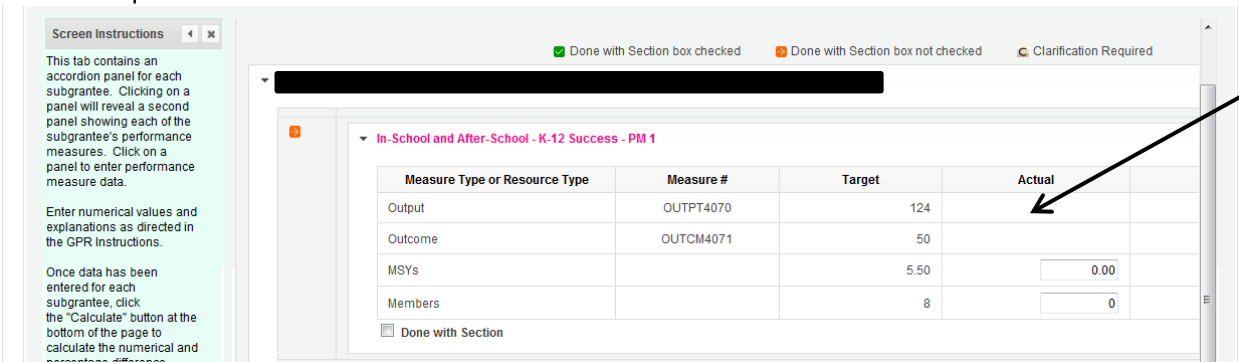 Screen Instructions
This tab contains an
accordion panel for each
subgrantee. Clicking on a
panel will reveal a second
panel showing each of the
subgrantee's performance
measures. Click on a
panel to enter performance
measure data.
Enter numerical values and
explanations as directed in
the GPR Instructions.
Once data has been
entered for each
subgrantee, click
the "Calculate" button at the
bottom of the page to
calculate the numerical and
percentage difference
Done with Section box checked Done with Section box not checked C Clarification Required
In-School and After-School - K-12 Success - PM 1
Measure Type or Resource Type Measure # Target Actual
Output OUTPT4070 124
Outcome OUTCM4071 50
MSYs 5.50 0.00
Members 8 0
Done with Section